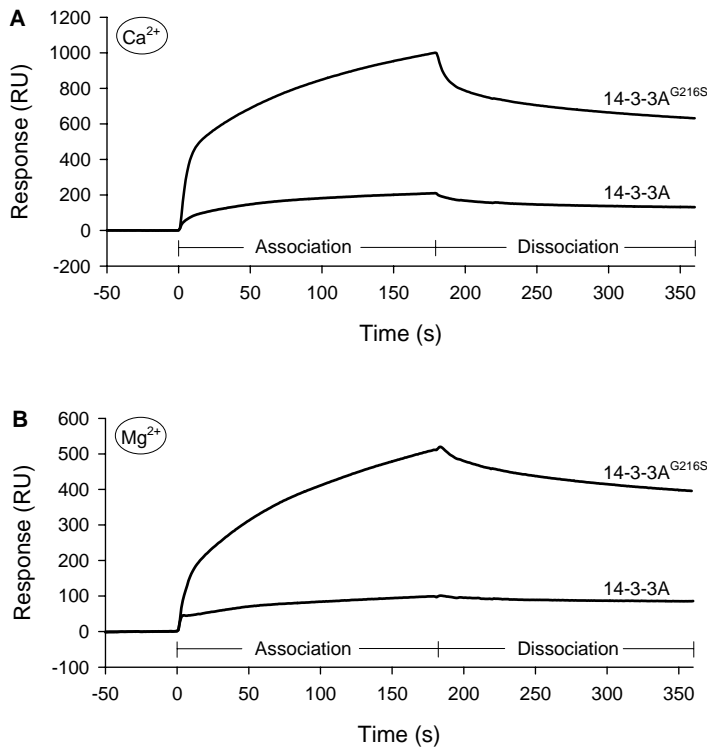 A
Ca2+
1200
1000
800
600
400
200
0
-200
Response (RU)
14-3-3AG216S
14-3-3A
Association
Dissociation
-50 0 50 100 150 200 250 300 350
Time (s)
B
Mg2+
600
500
400
300
200
100
0
-100
Response (RU)
14-3-3AG216S
14-3-3A
Association
Dissociation
-50 0 50 100 150 200 250 300 350
Time (s)